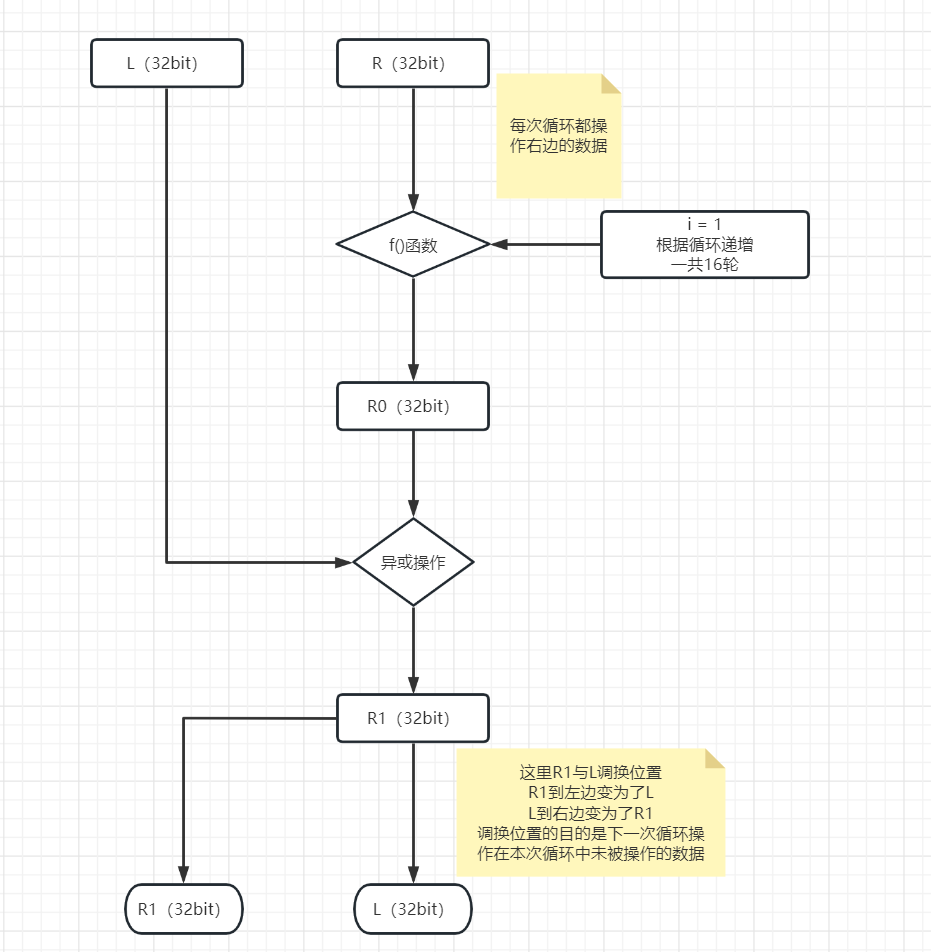 L（32bit）
R（32bit）
每次循环都操
作右边的数据
f()函数
i = 1
根据循环递增
一共16轮
R0（32bit）
异或操作
R1（32bit）
这里R1与L调换位置
R1到左边变为了L
L到右边变为了R1
调换位置的目的是下一次循环操
作在本次循环中未被操作的数据
R1（32bit）
L（32bit）